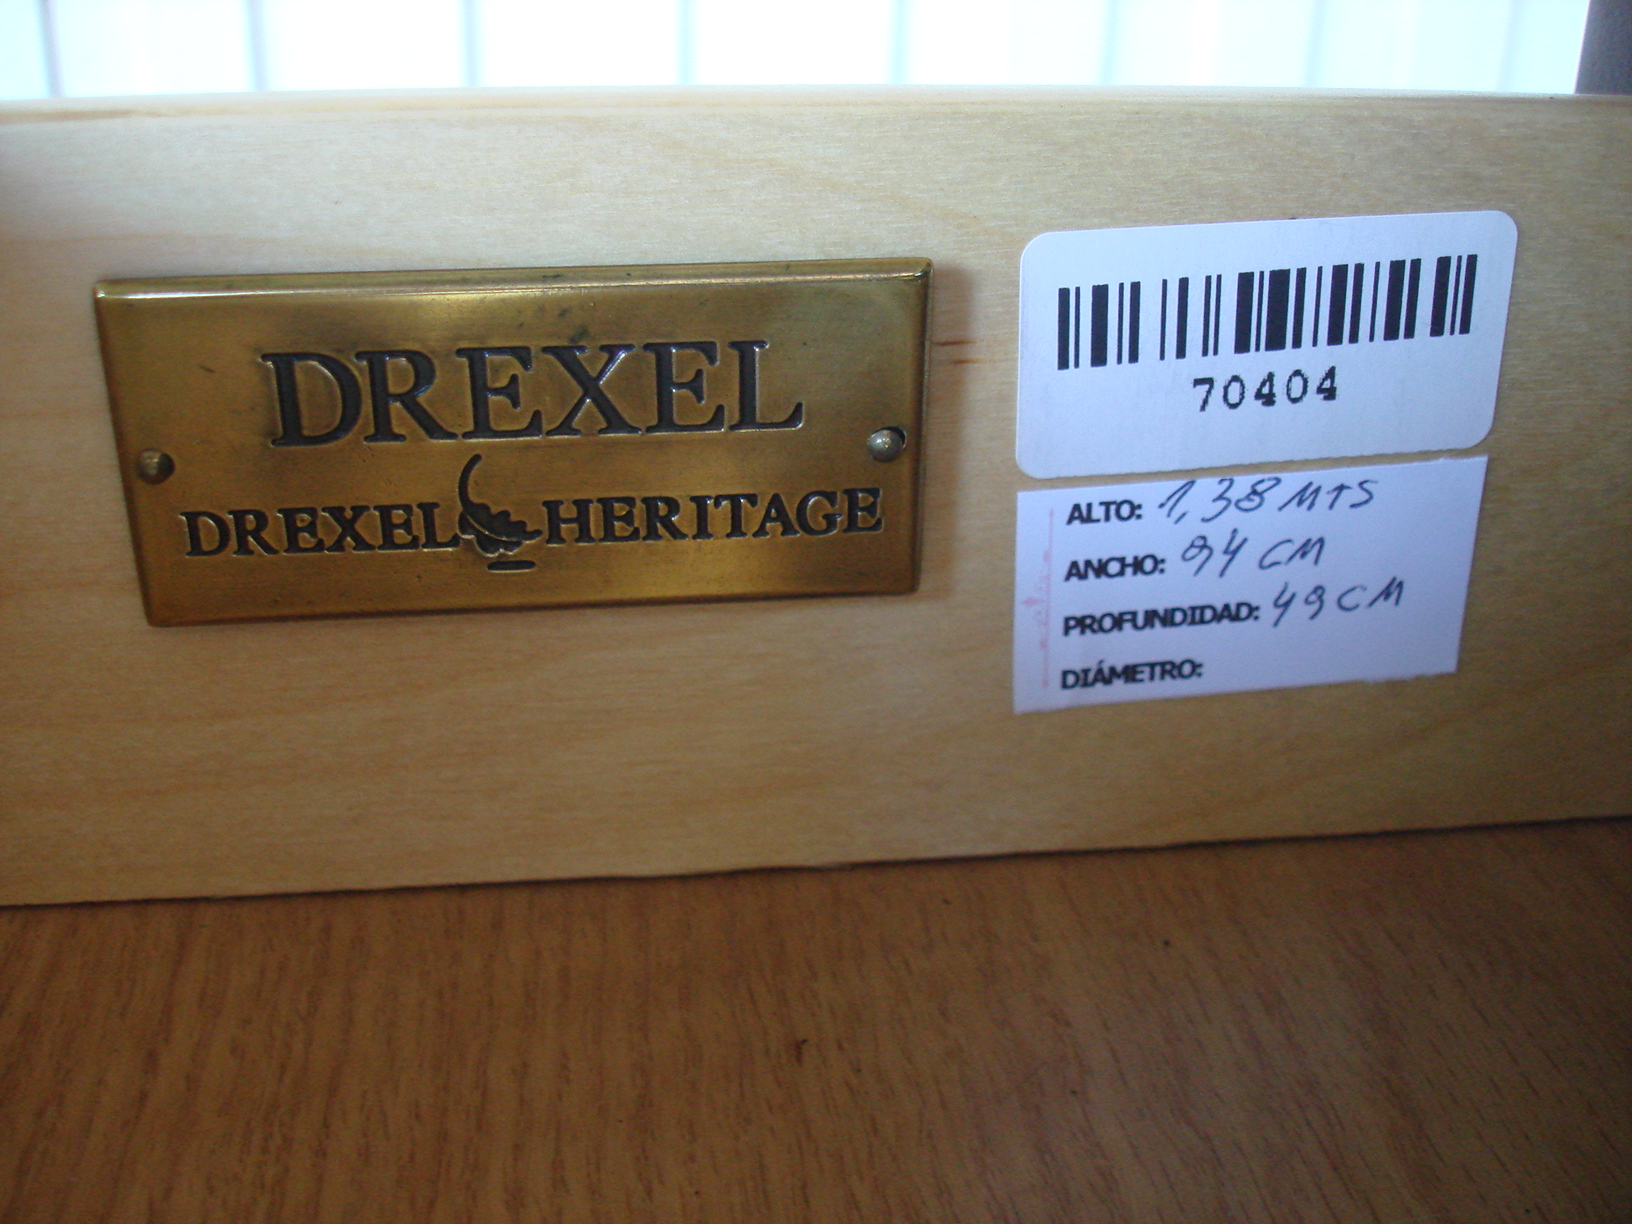 DREXEL
DREXEL HERITAGE
70404
ALTO: 1,38 MTS
ANCHO: 94 CM
PROFUNDIDAD: 49 CM
DIÁMETRO: